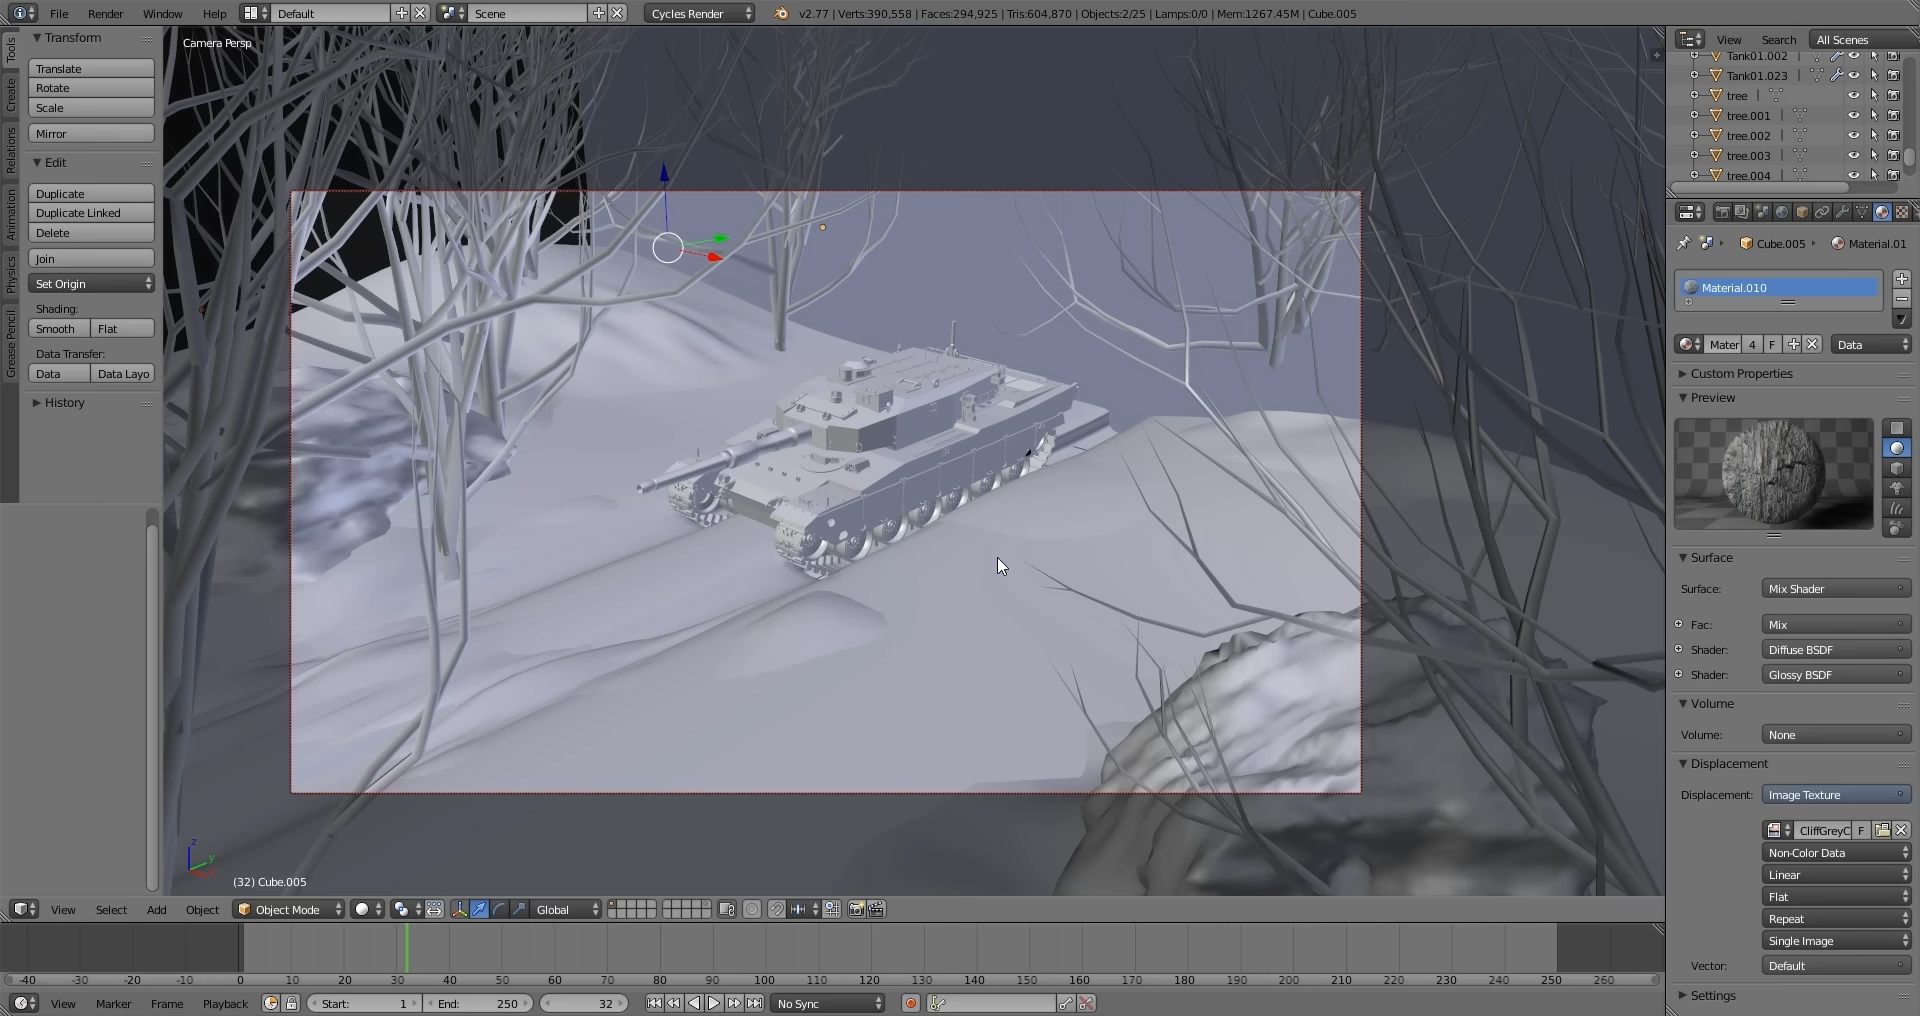 File Render Window Help Default Scene Cycles Render v2.77 | Verts:390,558 | Faces:294,925 | Tris:604,870 | Objects:2/25 | Lamps:0/0 | Mem:1267.45M | Cube.005
Tools
Create
Relations
Animation
Physics
Grease Pencil
Transform
Translate
Rotate
Scale
Mirror
Edit
Duplicate
Duplicate Linked
Delete
Join
Set Origin
Shading:
Smooth Flat
Data Transfer:
Data Data Layo
History
Camera Persp
z
y
(32) Cube.005
View Select Add Object Object Mode Global
-40 -30 -20 -10 0 10 20 30 40 50 60 70 80 90 100 110 120 130 140 150 160 170 180 190 200 210 220 230 240 250 260
View Marker Frame Playback Start: 1 End: 250 32 No Sync
View Search All Scenes
Tank01.002
Tank01.023
tree
tree.001
tree.002
tree.003
tree.004
Cube.005 Material.01
Material.010
Mater 4 F Data
Custom Properties
Preview
Surface
Surface: Mix Shader
Fac: Mix
Shader: Diffuse BSDF
Shader: Glossy BSDF
Volume
Volume: None
Displacement
Displacement: Image Texture
CliffGreyC F
Non-Color Data
Linear
Flat
Repeat
Single Image
Vector: Default
Settings